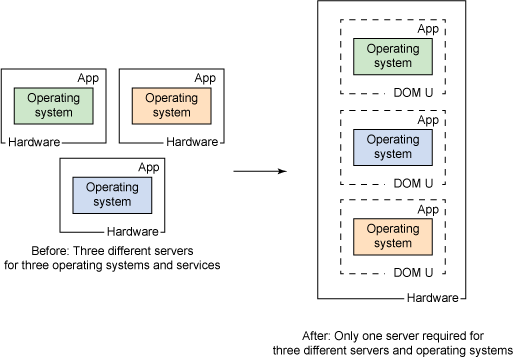 App
Operating
system
Hardware
App
Operating
system
Hardware
App
Operating
system
Hardware
Before: Three different servers
for three operating systems and services
App
Operating
system
DOM U
App
Operating
system
DOM U
App
Operating
system
DOM U
Hardware
After: Only one server required for
three different servers and operating systems